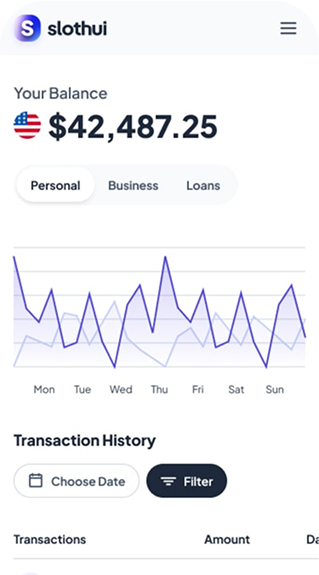 slothui
Your Balance
$42,487.25
Personal Business Loans
Mon Tue Wed Thu Fri Sat Sun
Transaction History
Choose Date Filter
Transactions Amount Da